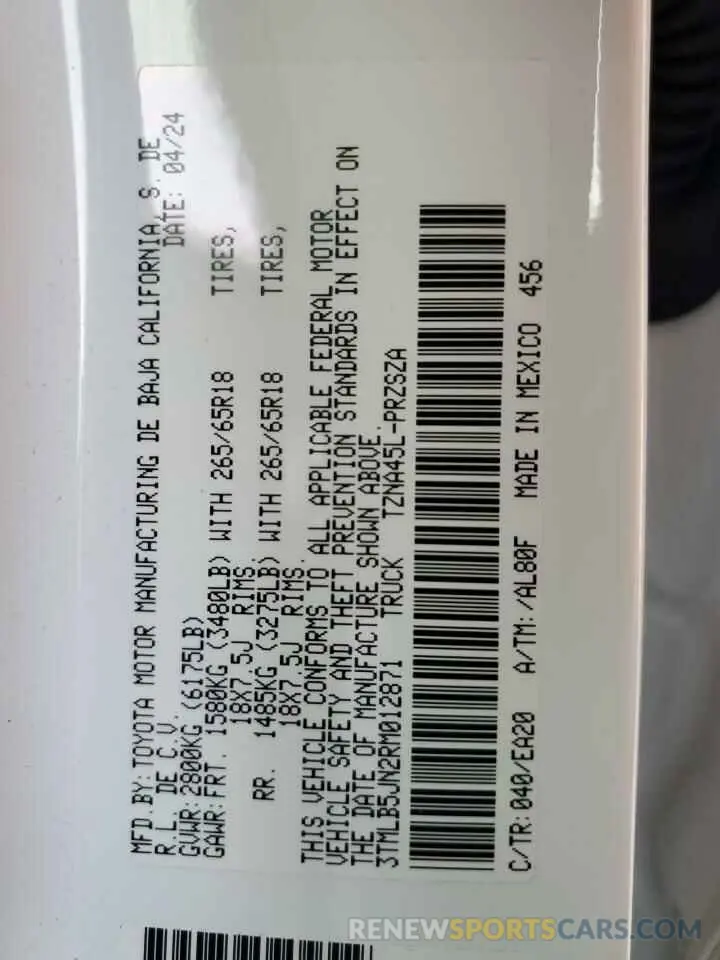 MFD.BY: TOYOTA MOTOR MANUFACTURING DE BAJA CALIFORNIA, S. DE
R.L. DE C.V. DATE: 04/24
GVWR: 2800KG (6175LB)
GAWR: FRT. 1580KG (3480LB) WITH 265/65R18 TIRES,
18X7.5J RIMS.
RR. 1485KG (3275LB) WITH 265/65R18 TIRES,
18X7.5J RIMS.
THIS VEHICLE CONFORMS TO ALL APPLICABLE FEDERAL MOTOR
VEHICLE SAFETY AND THEFT PREVENTION STANDARDS IN EFFECT ON
THE DATE OF MANUFACTURE SHOWN ABOVE.
3TMLB5JN2RM012871 TRUCK TZNA45L-PRZSZA
C/TR: 040/EA20 A/TM: /AL80F MADE IN MEXICO 456
RENEWSPORTSCARS.COM